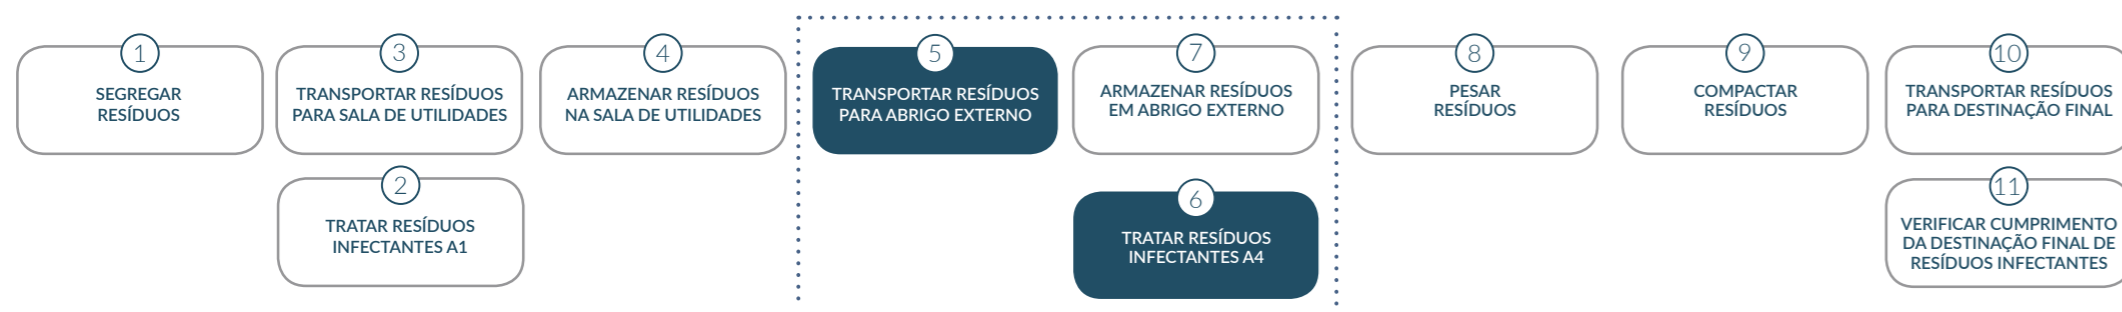 1
SEGREGAR
RESÍDUOS
3
TRANSPORTAR RESÍDUOS
PARA SALA DE UTILIDADES
2
TRATAR RESÍDUOS
INFECTANTES A1
4
ARMAZENAR RESÍDUOS
NA SALA DE UTILIDADES
5
TRANSPORTAR RESÍDUOS
PARA ABRIGO EXTERNO
7
ARMAZENAR RESÍDUOS
EM ABRIGO EXTERNO
6
TRATAR RESÍDUOS
INFECTANTES A4
8
PESAR
RESÍDUOS
9
COMPACTAR
RESÍDUOS
10
TRANSPORTAR RESÍDUOS
PARA DESTINAÇÃO FINAL
11
VERIFICAR CUMPRIMENTO
DA DESTINAÇÃO FINAL DE
RESÍDUOS INFECTANTES